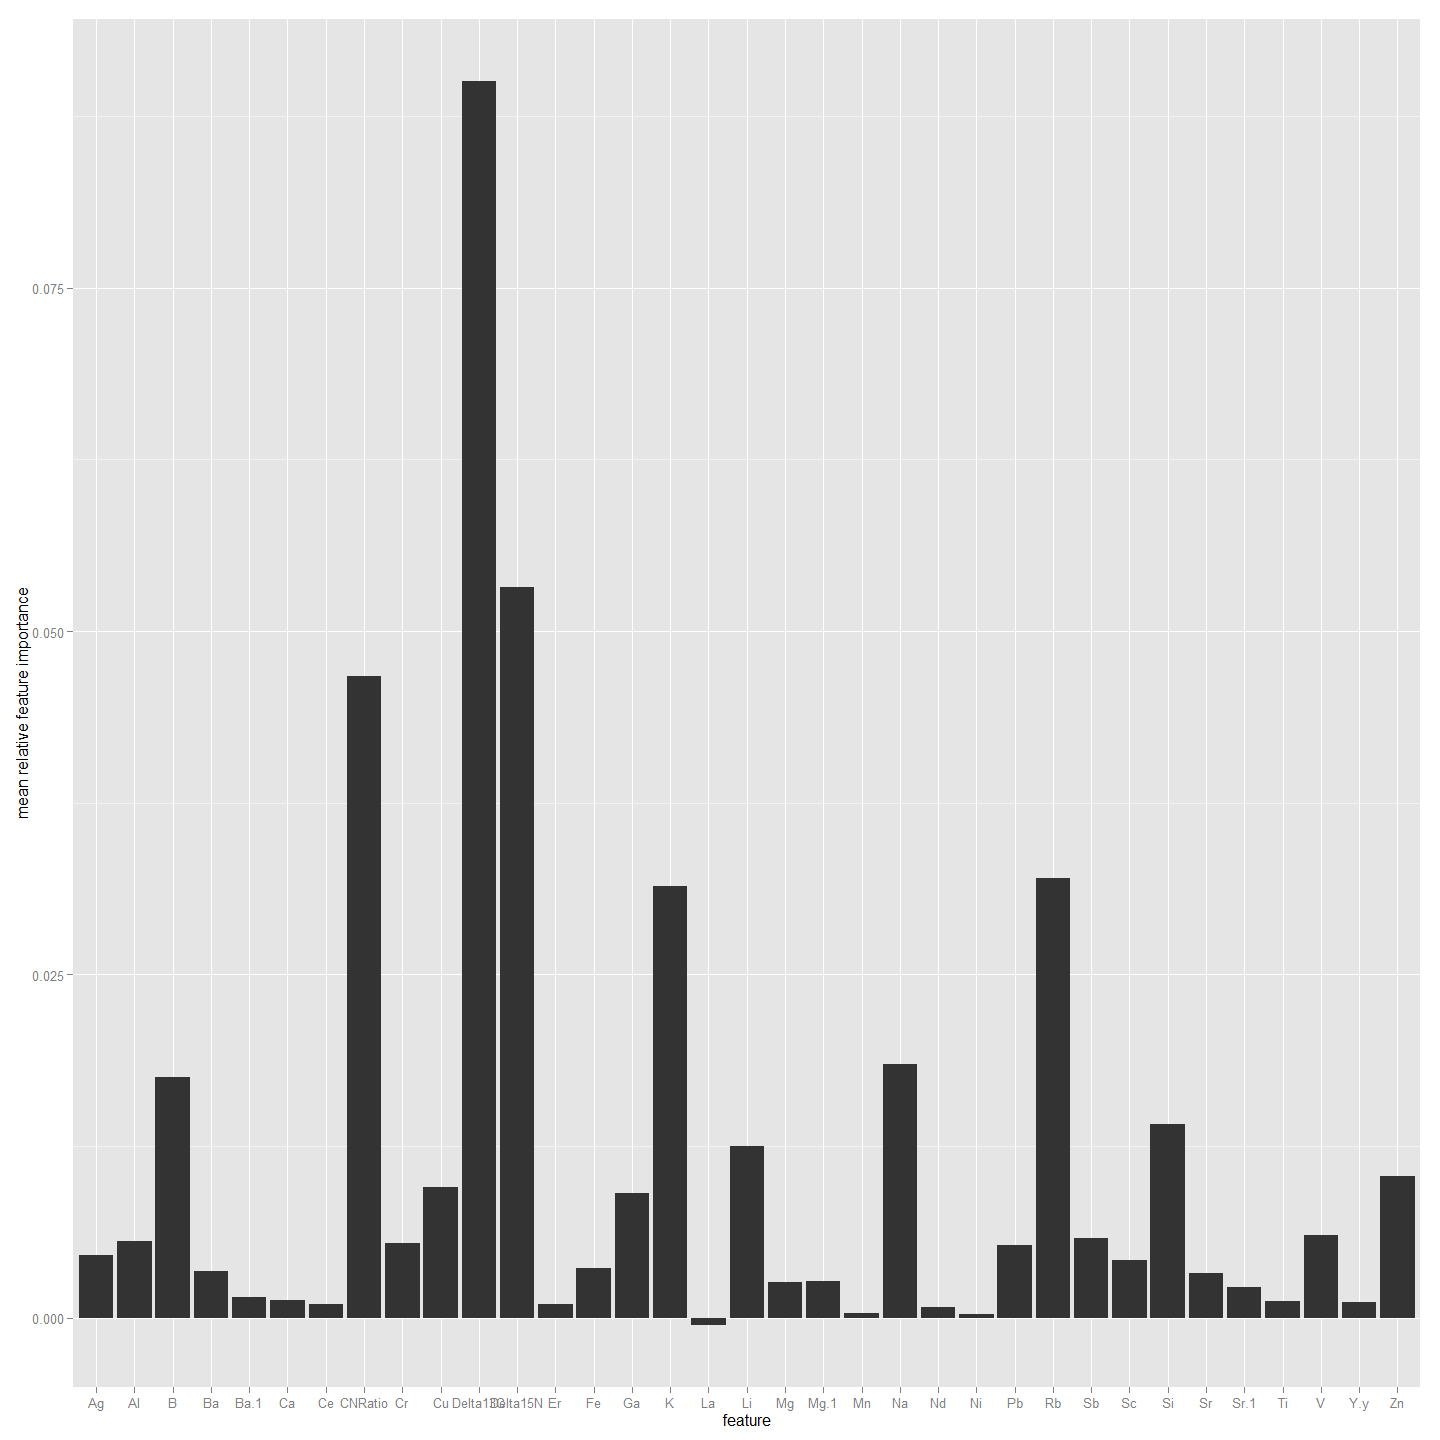 mean relative feature importance
0.075
0.050
0.025
0.000
Ag Al B Ba Ba.1 Ca Ce CNRatio Cr Cu Delta13C Delta15N Er Fe Ga K La Li Mg Mg.1 Mn Na Nd Ni Pb Rb Sb Sc Si Sr Sr.1 Ti V Y.y Zn
feature